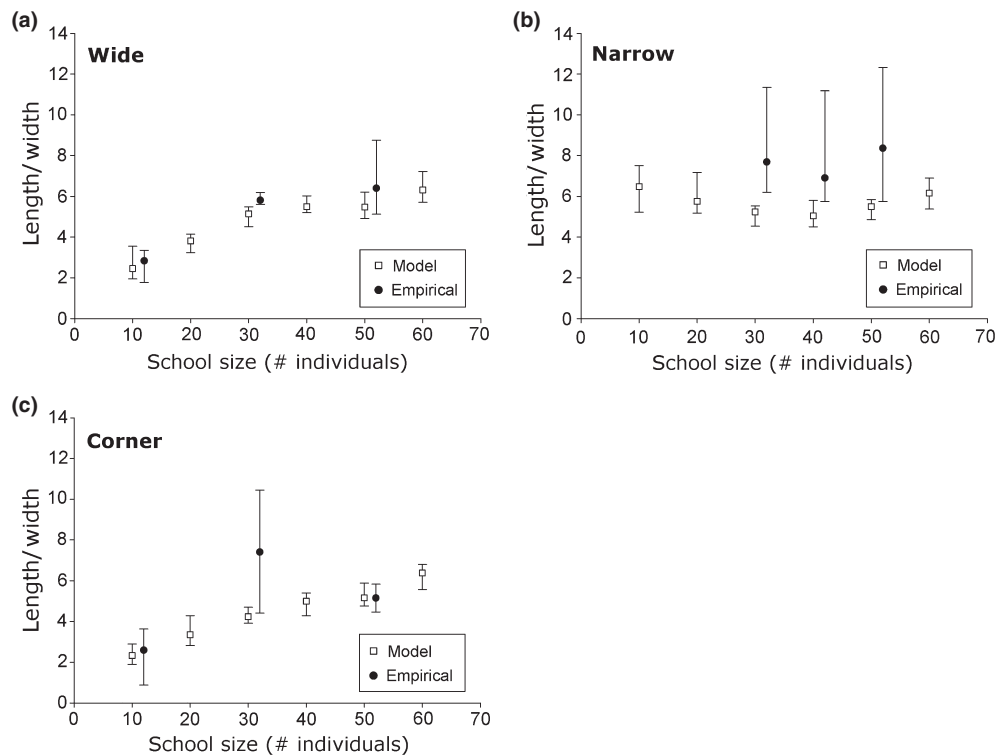 (a)
Wide
14
12
10
8
6
4
2
0
Length/width
0 10 20 30 40 50 60 70
School size (# individuals)
Model
Empirical
(b)
Narrow
14
12
10
8
6
4
2
0
Length/width
0 10 20 30 40 50 60 70
School size (# individuals)
Model
Empirical
(c)
Corner
14
12
10
8
6
4
2
0
Length/width
0 10 20 30 40 50 60 70
School size (# individuals)
Model
Empirical